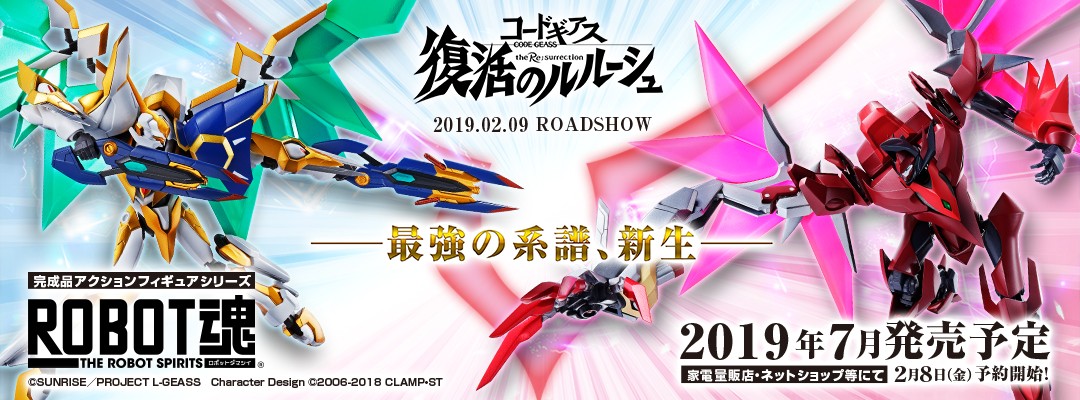 コードギアス
CODE GEASS
the Re;surrection
復活のルルーシュ
2019.02.09 ROADSHOW
最強の系譜、新生
完成品アクションフィギュアシリーズ
ROBOT魂
THE ROBOT SPIRITS ロボットダマシイ ®
©SUNRISE／PROJECT L-GEASS Character Design ©2006-2018 CLAMP・ST
2019年7月発売予定
家電量販店・ネットショップ等にて 2月8日(金)予約開始!